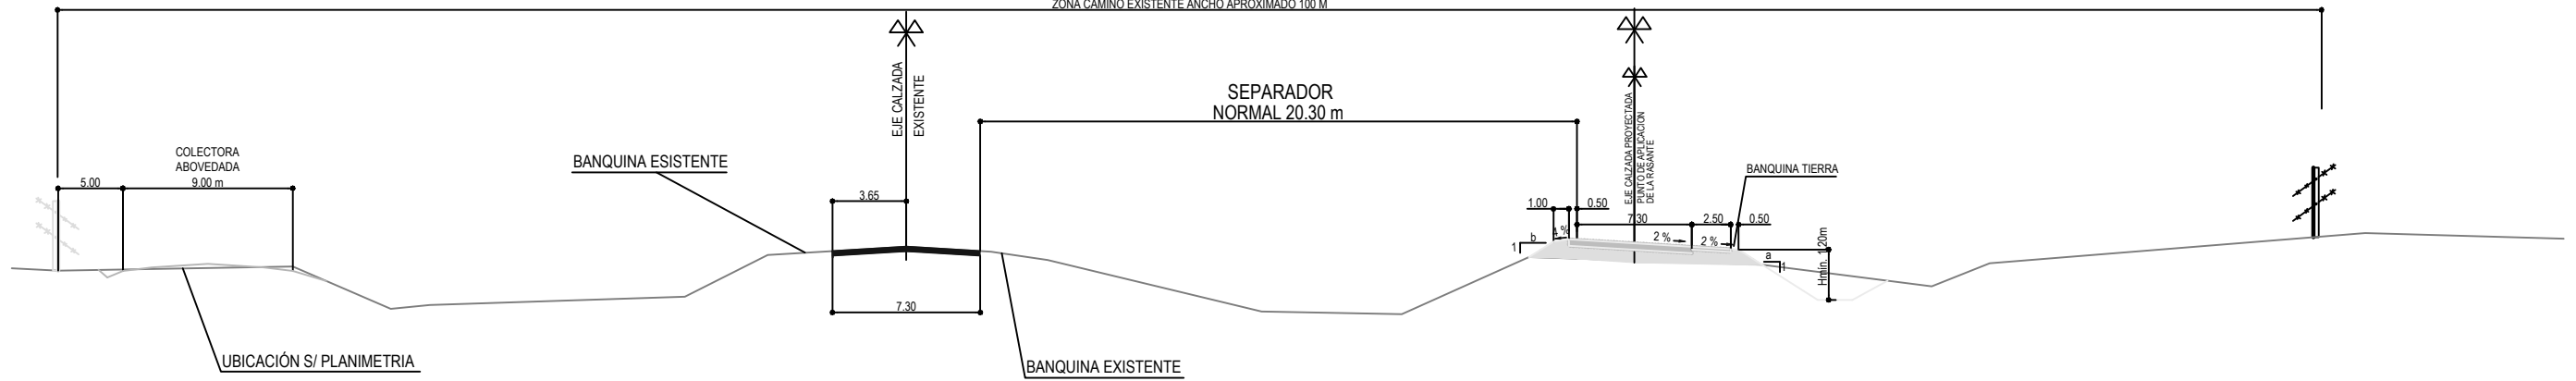 ZONA CAMINO EXISTENTE ANCHO APROXIMADO 100 M
EJE CALZADA
EXISTENTE
SEPARADOR
NORMAL 20.30 m
EJE CALZADA PROYECTADA
PUNTO DE APLICACION
DE LA RASANTE
COLECTORA
ABOVEDADA
5.00
9.00 m
BANQUINA ESISTENTE
BANQUINA TIERRA
3.65
1.00
0.50
7.30
2.50
0.50
4 %
2 %
2 %
1
b
a
1
Hmin. 120m
7.30
UBICACIÓN S/ PLANIMETRIA
BANQUINA EXISTENTE